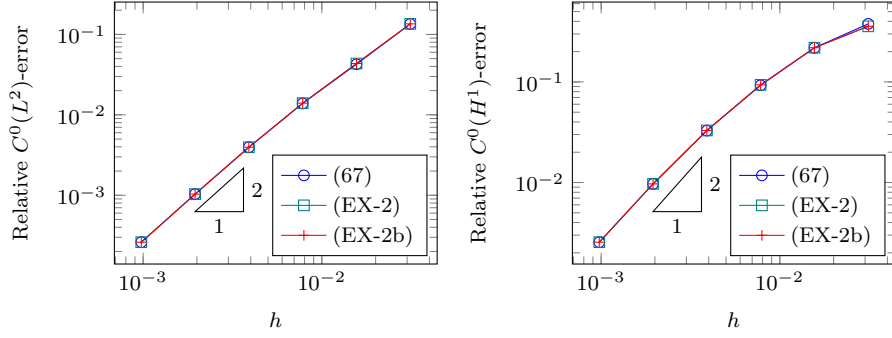 Relative C⁰(L²)-error
10⁻¹
10⁻²
10⁻³
10⁻³
10⁻²
h
1
2
(67)
(EX-2)
(EX-2b)
Relative C⁰(H¹)-error
10⁻¹
10⁻²
10⁻³
10⁻²
h
1
2
(67)
(EX-2)
(EX-2b)